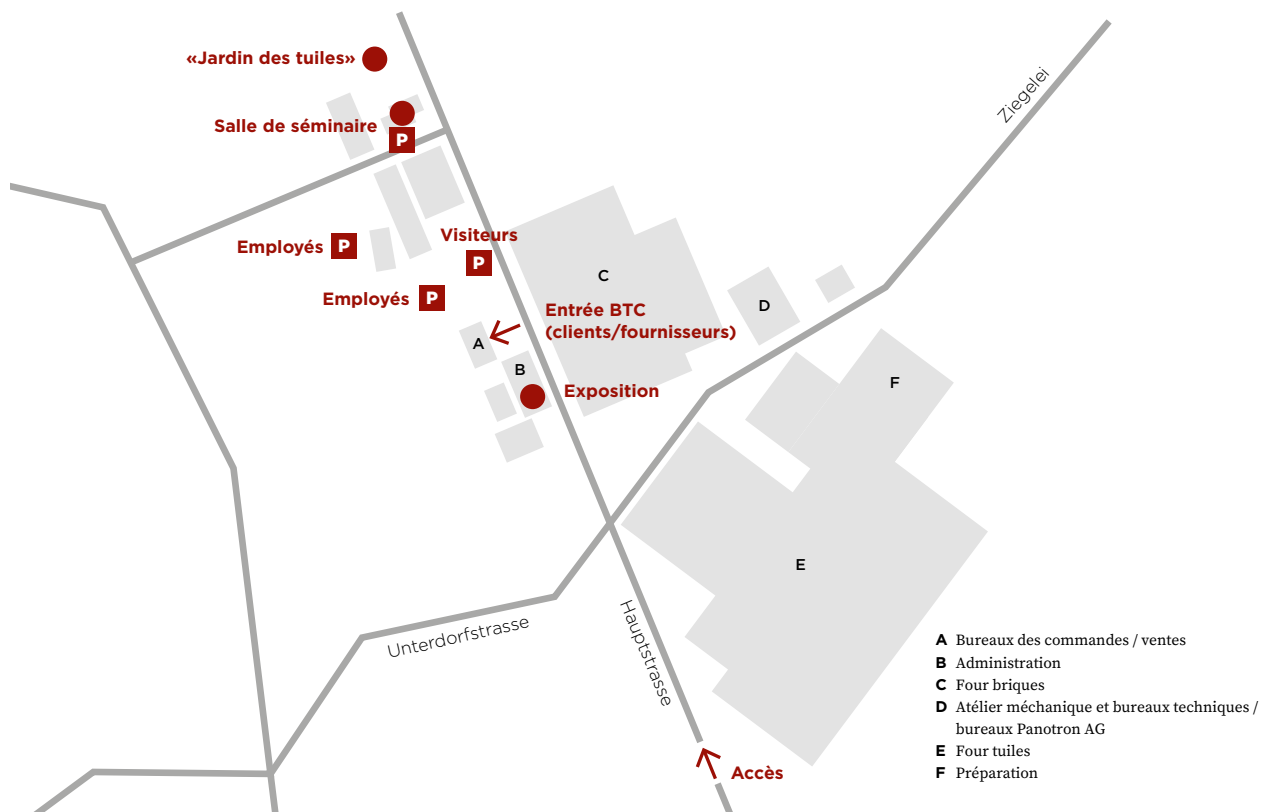 «Jardin des tuiles»
Ziegelei
Salle de séminaire
P
Visiteurs
Employés P
P
C
Employés P
D
Entrée BTC
(clients/fournisseurs)
A
B
F
Exposition
E
Hauptstrasse
Unterdorfstrasse
A Bureaux des commandes / ventes
B Administration
C Four briques
D Atélier méchanique et bureaux techniques /
bureaux Panotron AG
E Four tuiles
F Préparation
Accès